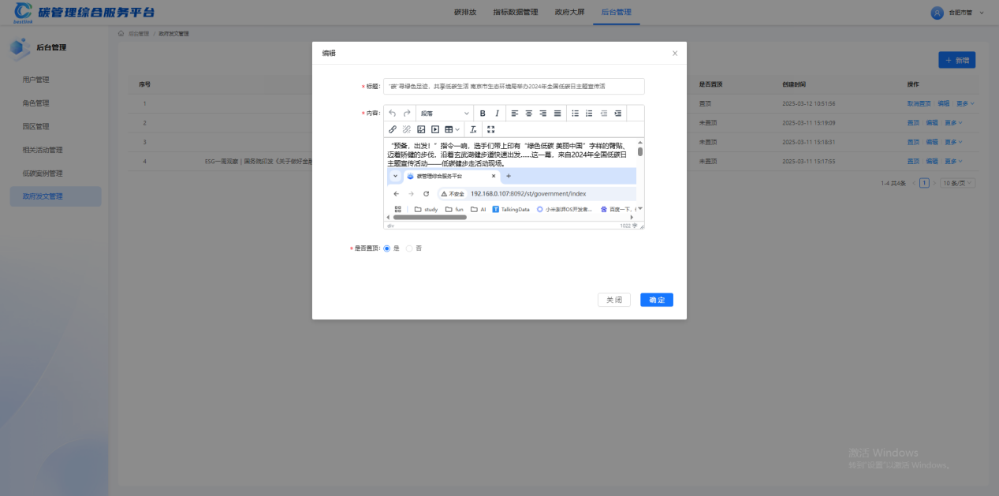 bestlink
碳管理综合服务平台
碳排放 指标数据管理 政府大屏 后台管理
合肥市管
后台管理
用户管理
角色管理
园区管理
相关活动管理
低碳案例管理
政府发文管理
后台管理 / 政府发文管理
+ 新增
序号 是否置顶 创建时间 操作
1 置顶 2025-03-12 10:51:56 取消置顶 编辑 更多
2 未置顶 2025-03-11 15:19:09 置顶 编辑 更多
3 未置顶 2025-03-11 15:18:31 置顶 编辑 更多
4 ESG一周观察 | 国务院印发《关于做好金融 未置顶 2025-03-11 15:17:55 置顶 编辑 更多
1-4 共4条 < 1 > 10 条/页
编辑
* 标题: “碳”寻绿色足迹，共享低碳生活 南京市生态环境局举办2024年全国低碳日主题宣传活
* 内容:
段落 B I
“预备，出发！”指令一响，选手们带上印有“绿色低碳 美丽中国”字样的臂贴、
迈着矫健的步伐，沿着玄武湖健步道快速出发……这一幕，来自2024年全国低碳日
主题宣传活动——低碳健步走活动现场。
碳管理综合服务平台 × +
不安全 192.168.0.107:8092/st/government/index
study fun AI TalkingData 小米澎湃OS开发者... 百度一下，
div 1022 字
* 是否置顶: 是 否
关 闭 确 定
激活 Windows
转到“设置”以激活 Windows。